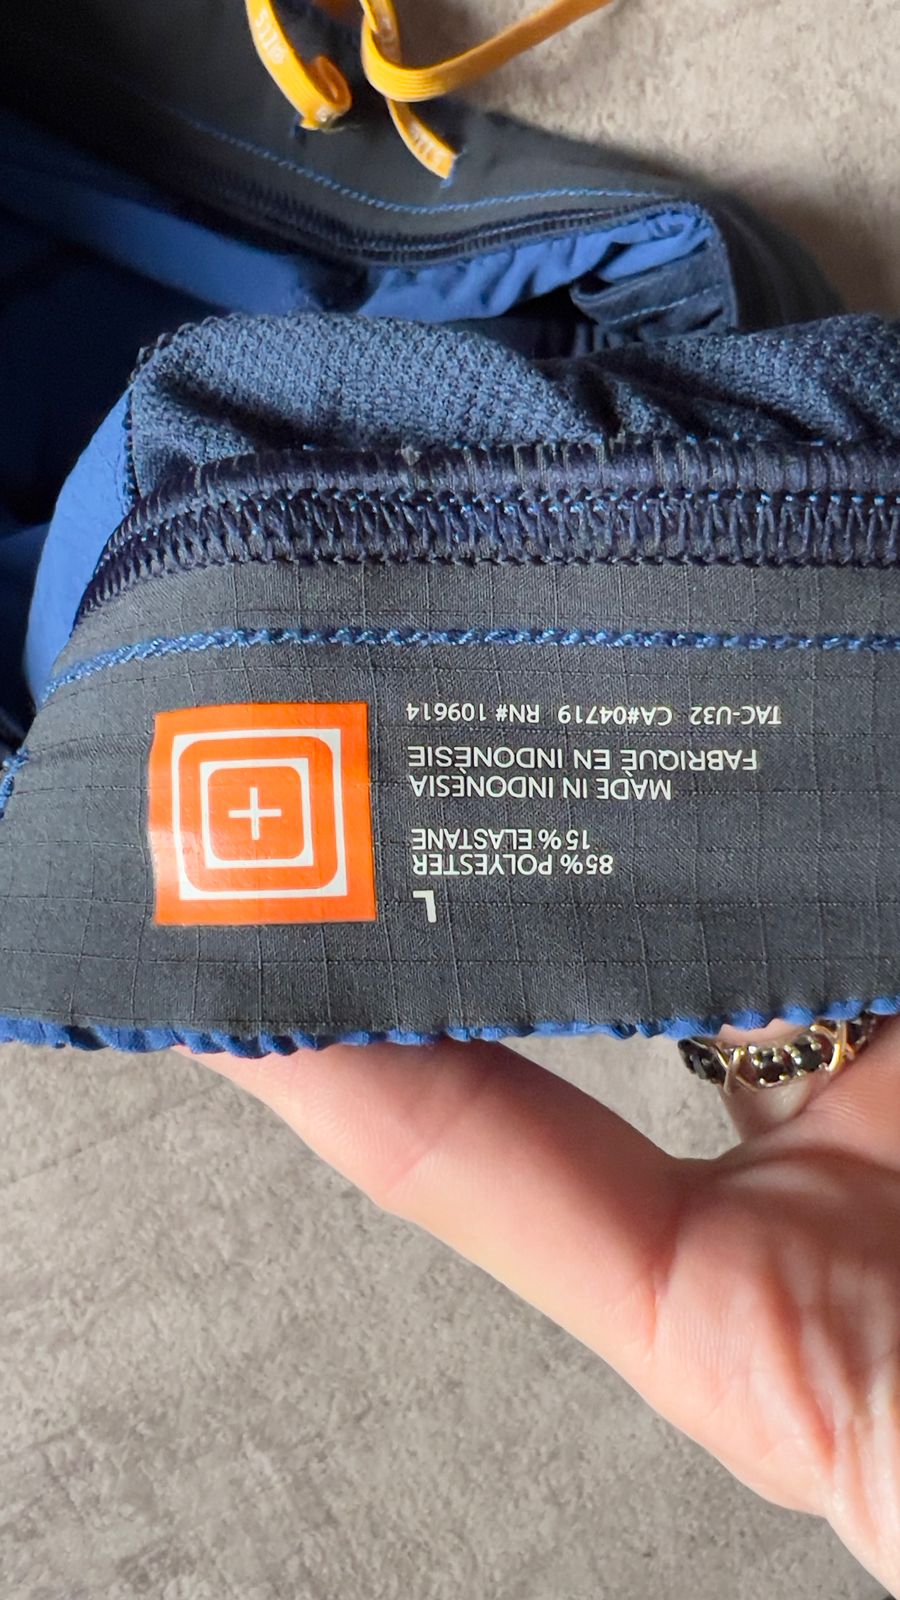 L
85% POLYESTER
15% ELASTANE
MADE IN INDONESIA
FABRIQUÉ EN INDONÉSIE
TAC-U32 CA#04719 RN# 109614